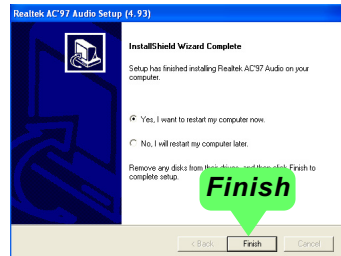 Realtek AC'97 Audio Setup (4.93)
InstallShield Wizard Complete
Setup has finished installing Realtek AC'97 Audio on your
computer.
Yes, I want to restart my computer now.
No, I will restart my computer later.
Remove any disks from their drives, and then click Finish to
complete setup.
Finish
< Back
Finish
Cancel